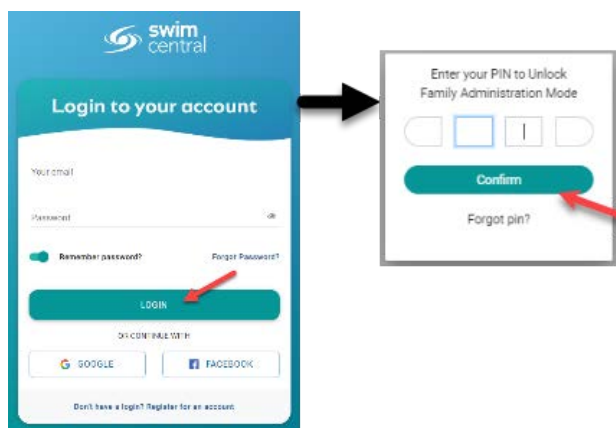 swim
central
Login to your account
Your email
Password
Remember password?
Forgot Password?
LOGIN
OR CONTINUE WITH
GOOGLE
FACEBOOK
Don't have a login? Register for an account
Enter your PIN to Unlock
Family Administration Mode
Confirm
Forgot pin?